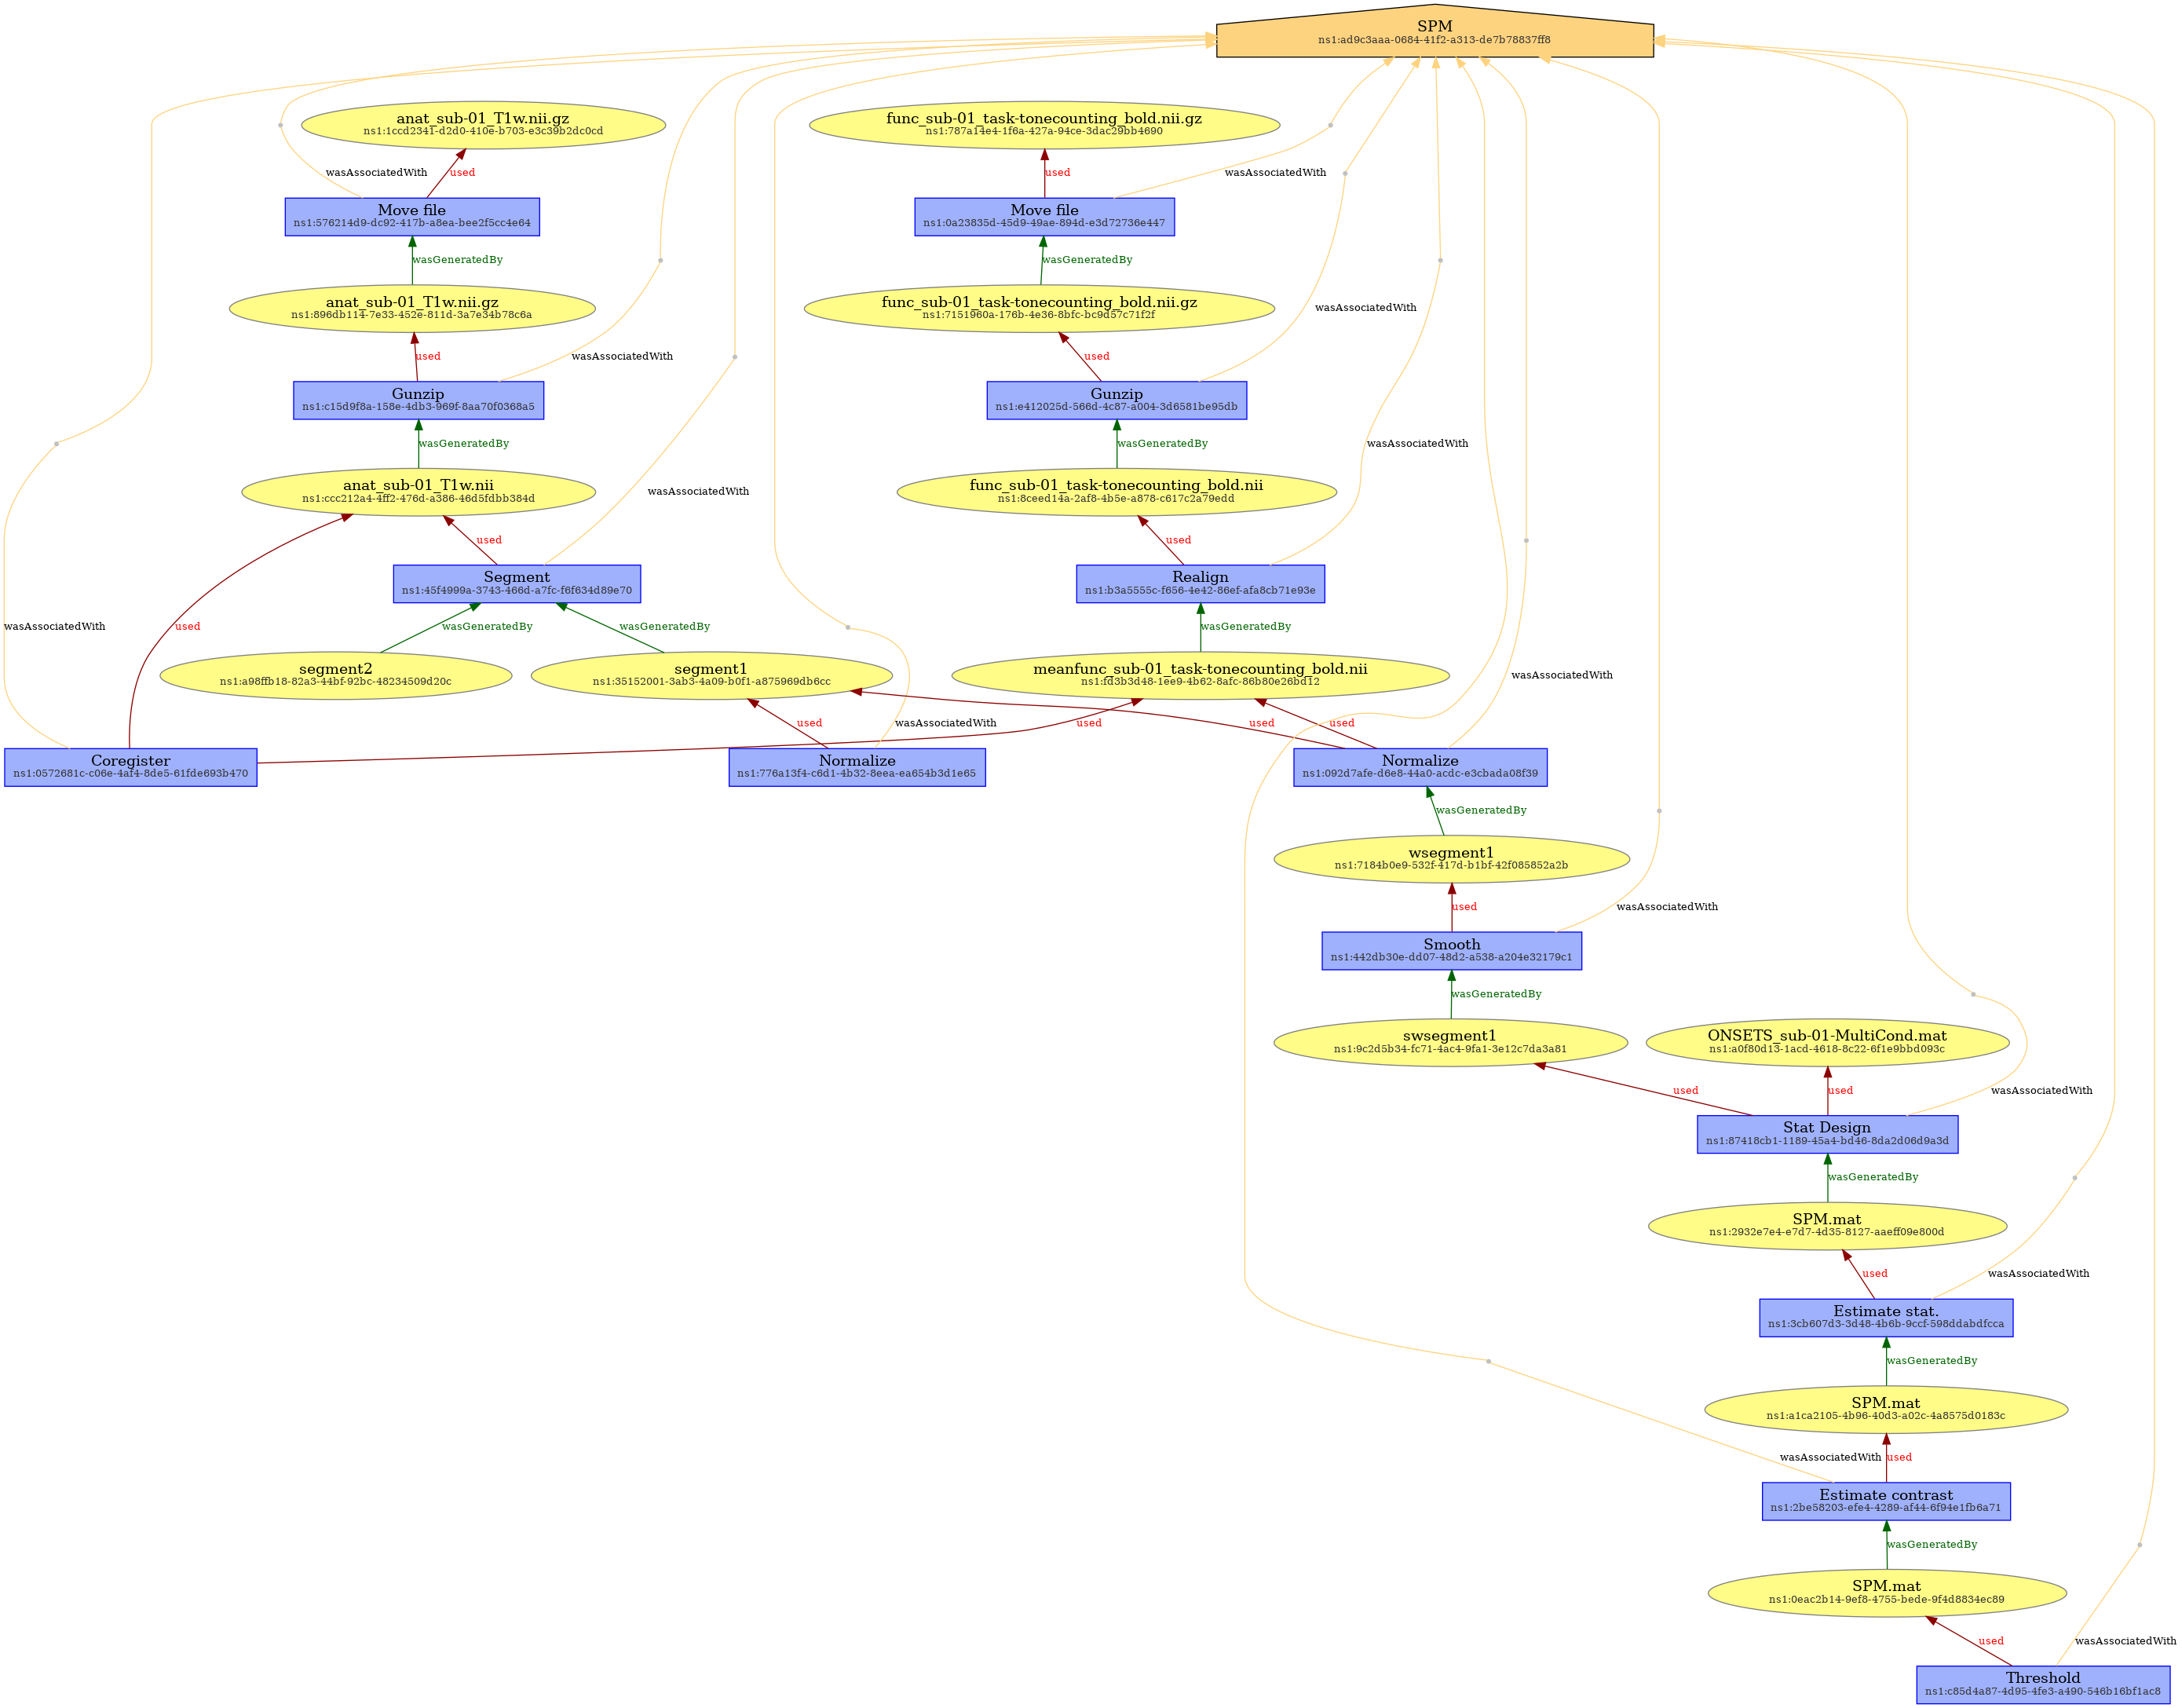 SPM
ns1:ad9c3aaa-0684-41f2-a313-de7b78837ff8
anat_sub-01_T1w.nii.gz
ns1:1ccd2341-d2d0-410e-b703-e3c39b2dc0cd
func_sub-01_task-tonecounting_bold.nii.gz
ns1:787a14e4-1f6a-427a-94ce-3dac29bb4690
wasAssociatedWith
used
used
wasAssociatedWith
Move file
ns1:576214d9-dc92-417b-a8ea-bee2f5cc4e64
Move file
ns1:0a23835d-45d9-49ae-894d-e3d72736e447
wasGeneratedBy
wasGeneratedBy
anat_sub-01_T1w.nii.gz
ns1:896db114-7e33-452e-811d-3a7e34b78c6a
func_sub-01_task-tonecounting_bold.nii.gz
ns1:7151960a-176b-4e36-8bfc-bc9d57c71f2f
wasAssociatedWith
used
wasAssociatedWith
used
Gunzip
ns1:c15d9f8a-158e-4db3-969f-8aa70f0368a5
Gunzip
ns1:e412025d-566d-4c87-a004-3d6581be95db
wasGeneratedBy
wasGeneratedBy
wasAssociatedWith
anat_sub-01_T1w.nii
ns1:ccc212a4-4ff2-476d-a386-46d5fdbb384d
wasAssociatedWith
func_sub-01_task-tonecounting_bold.nii
ns1:8ceed14a-2af8-4b5e-a878-c617c2a79edd
used
used
Segment
ns1:45f4999a-3743-466d-a7fc-f6f634d89e70
Realign
ns1:b3a5555c-f656-4e42-86ef-afa8cb71e93e
wasAssociatedWith
used
wasGeneratedBy
wasGeneratedBy
wasGeneratedBy
segment2
ns1:a98ffb18-82a3-44bf-92bc-48234509d20c
segment1
ns1:35152001-3ab3-4a09-b0f1-a875969db6cc
meanfunc_sub-01_task-tonecounting_bold.nii
ns1:fd3b3d48-1ee9-4b62-8afc-86b80e26bd12
wasAssociatedWith
used
wasAssociatedWith
used
used
used
Coregister
ns1:0572681c-c06e-4af4-8de5-61fde693b470
Normalize
ns1:776a13f4-c6d1-4b32-8eea-ea654b3d1e65
Normalize
ns1:092d7afe-d6e8-44a0-acdc-e3cbada08f39
wasGeneratedBy
wsegment1
ns1:7184b0e9-532f-417d-b1bf-42f085852a2b
used
wasAssociatedWith
Smooth
ns1:442db30e-dd07-48d2-a538-a204e32179c1
wasGeneratedBy
swsegment1
ns1:9c2d5b34-fc71-4ac4-9fa1-3e12c7da3a81
ONSETS_sub-01-MultiCond.mat
ns1:a0f80d13-1acd-4618-8c22-6f1e9bbd093c
used
used
wasAssociatedWith
Stat Design
ns1:87418cb1-1189-45a4-bd46-8da2d06d9a3d
wasGeneratedBy
SPM.mat
ns1:2932e7e4-e7d7-4d35-8127-aaeff09e800d
used
wasAssociatedWith
Estimate stat.
ns1:3cb607d3-3d48-4b6b-9ccf-598ddabdfcca
wasGeneratedBy
SPM.mat
ns1:a1ca2105-4b96-40d3-a02c-4a8575d0183c
wasAssociatedWith
used
Estimate contrast
ns1:2be58203-efe4-4289-af44-6f94e1fb6a71
wasGeneratedBy
SPM.mat
ns1:0eac2b14-9ef8-4755-bede-9f4d8834ec89
used
wasAssociatedWith
Threshold
ns1:c85d4a87-4d95-4fe3-a490-546b16bf1ac8